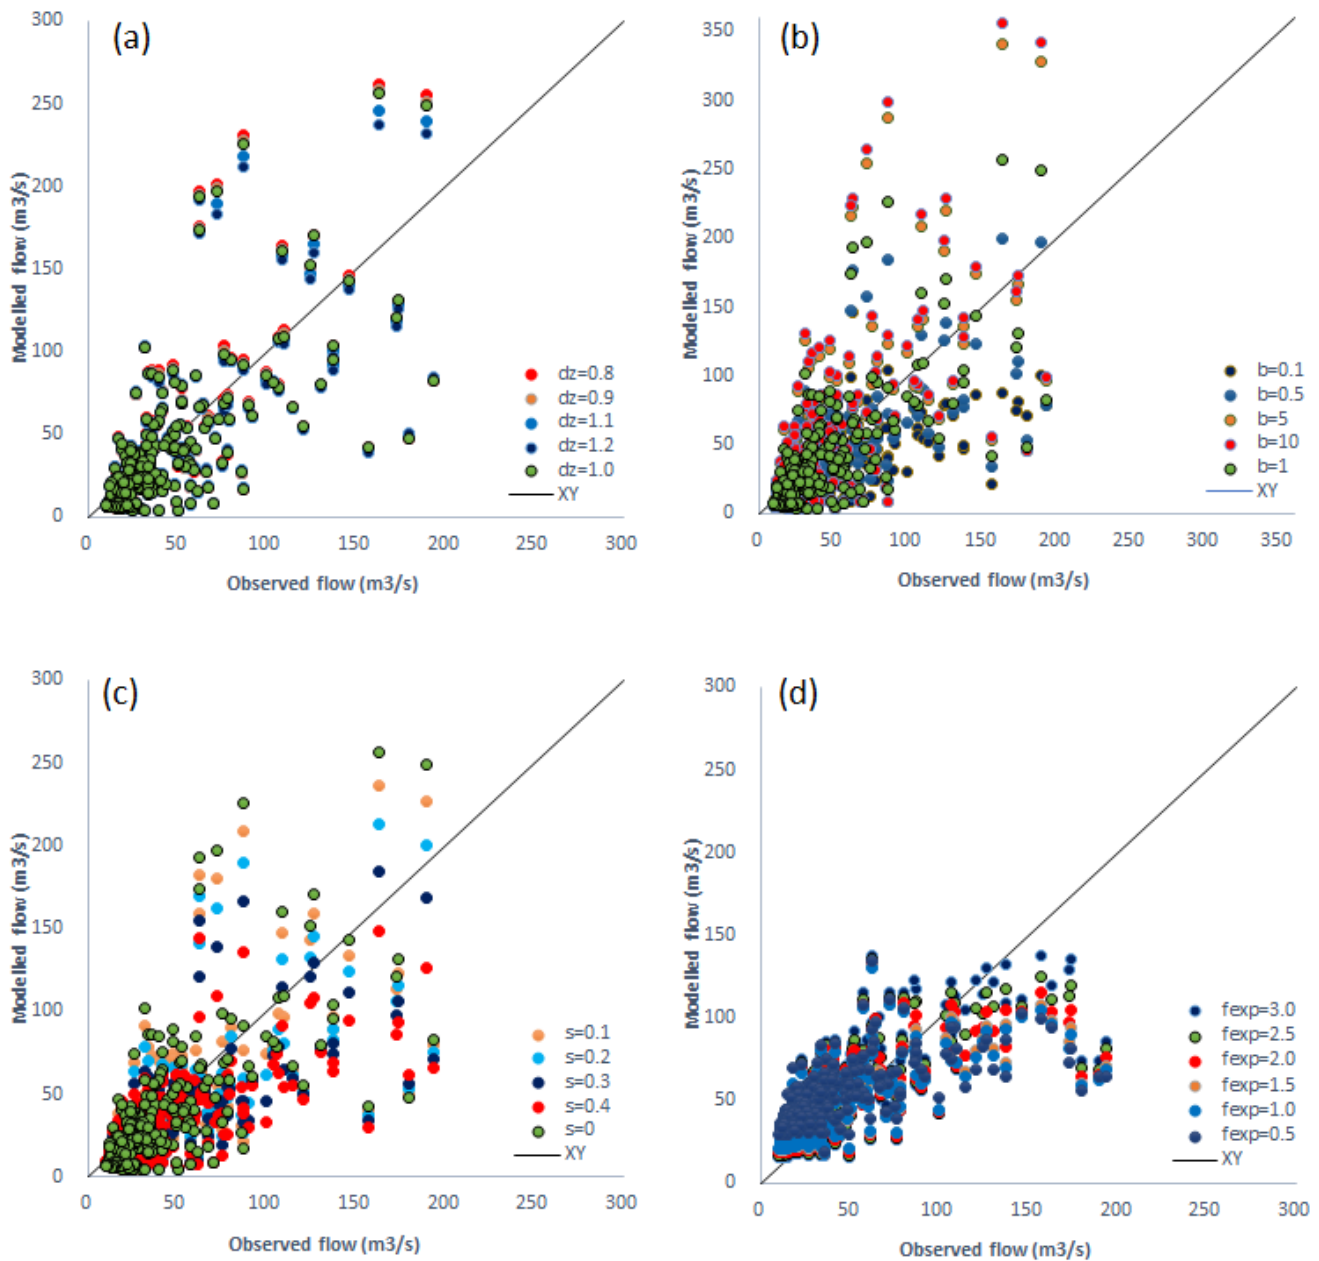 (a)
300
250
200
150
100
50
0
Modelled flow (m3/s)
0 50 100 150 200 250 300
Observed flow (m3/s)
dz=0.8
dz=0.9
dz=1.1
dz=1.2
dz=1.0
XY
(b)
350
300
250
200
150
100
50
0
Modelled flow (m3/s)
0 50 100 150 200 250 300 350
Observed flow (m3/s)
b=0.1
b=0.5
b=5
b=10
b=1
XY
(c)
300
250
200
150
100
50
0
Modelled flow (m3/s)
0 50 100 150 200 250 300
Observed flow (m3/s)
s=0.1
s=0.2
s=0.3
s=0.4
s=0
XY
(d)
300
250
200
150
100
50
0
Modelled flow (m3/s)
0 50 100 150 200 250 300
Observed flow (m3/s)
fexp=3.0
fexp=2.5
fexp=2.0
fexp=1.5
fexp=1.0
fexp=0.5
XY